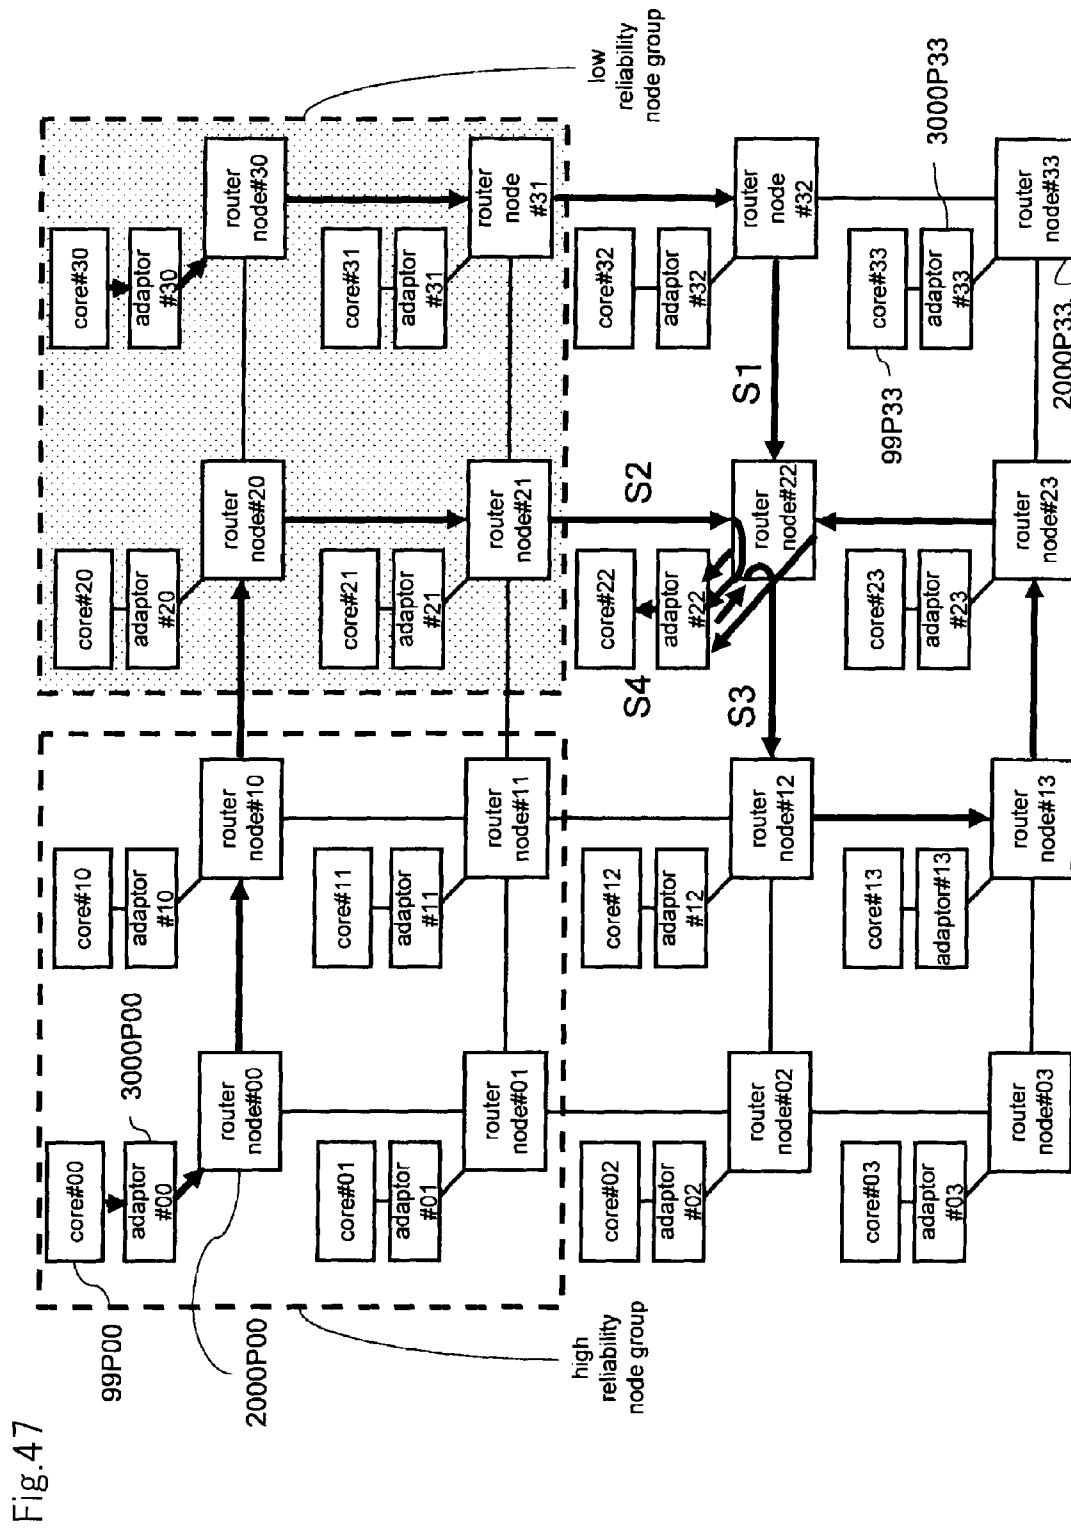 Fig.47
99P00
core#00
core#10
core#20
core#30
adaptor
#00
3000P00
adaptor
#10
adaptor
#20
adaptor
#30
2000P00
router
node#00
router
node#10
router
node#20
router
node#30
core#01
core#11
core#21
core#31
adaptor
#01
adaptor
#11
adaptor
#21
adaptor
#31
router
node#01
router
node#11
router
node#21
router
node
#31
high
reliability
node group
low
reliability
node group
core#02
core#12
core#22
core#32
S4
S2
adaptor
#02
adaptor
#12
adaptor
#22
adaptor
#32
S3
S1
router
node#02
router
node#12
router
node#22
router
node
#32
core#03
core#13
core#23
99P33
core#33
adaptor
#03
adaptor#13
adaptor
#23
adaptor
#33
3000P33
router
node#03
router
node#13
router
node#23
router
node#33
2000P33